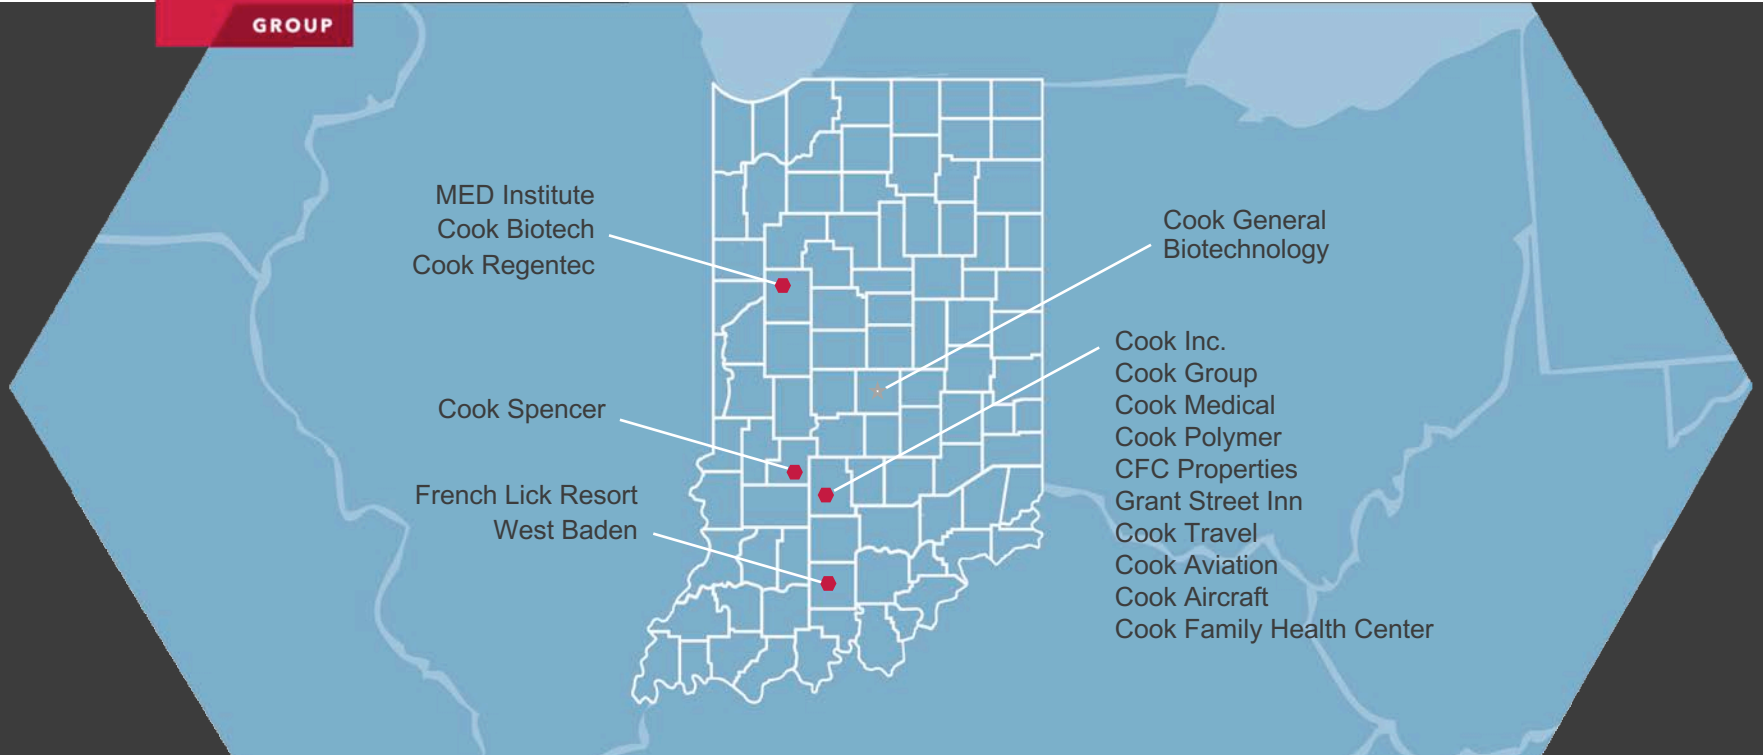 GROUP
MED Institute
Cook Biotech
Cook Regentec
Cook Spencer
French Lick Resort
West Baden
Cook General
Biotechnology
Cook Inc.
Cook Group
Cook Medical
Cook Polymer
CFC Properties
Grant Street Inn
Cook Travel
Cook Aviation
Cook Aircraft
Cook Family Health Center